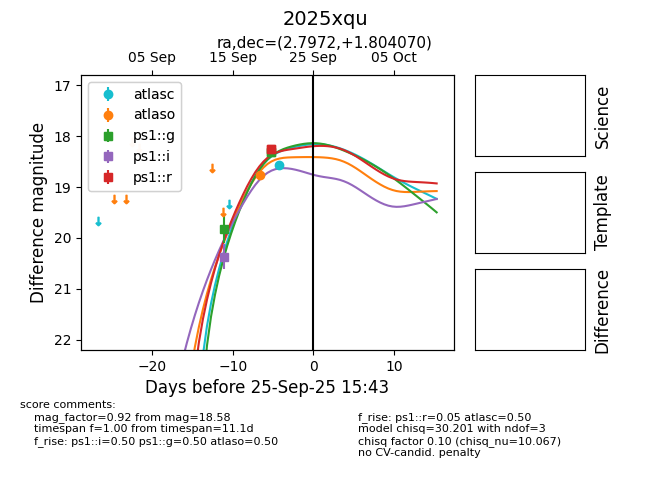 2025xqu
ra,dec=(2.7972,+1.804070)
05 Sep 15 Sep 25 Sep 05 Oct
17
18
19
20
21
22
Difference magnitude
atlasc
atlaso
ps1::g
ps1::i
ps1::r
−20 −10 0 10
Days before 25-Sep-25 15:43
Science
Template
Difference
score comments:
mag_factor=0.92 from mag=18.58
timespan f=1.00 from timespan=11.1d
f_rise: ps1::i=0.50 ps1::g=0.50 atlaso=0.50
f_rise: ps1::r=0.05 atlasc=0.50
model chisq=30.201 with ndof=3
chisq factor 0.10 (chisq_nu=10.067)
no CV-candid. penalty